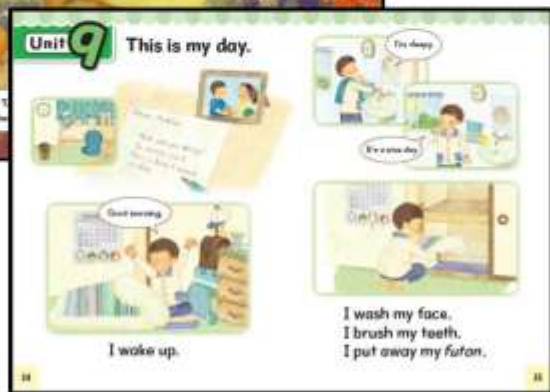 Unit 9
This is my day.
I'm sleepy.
It's a nice day.
Good morning.
I wake up.
I wash my face.
I brush my teeth.
I put away my futon.